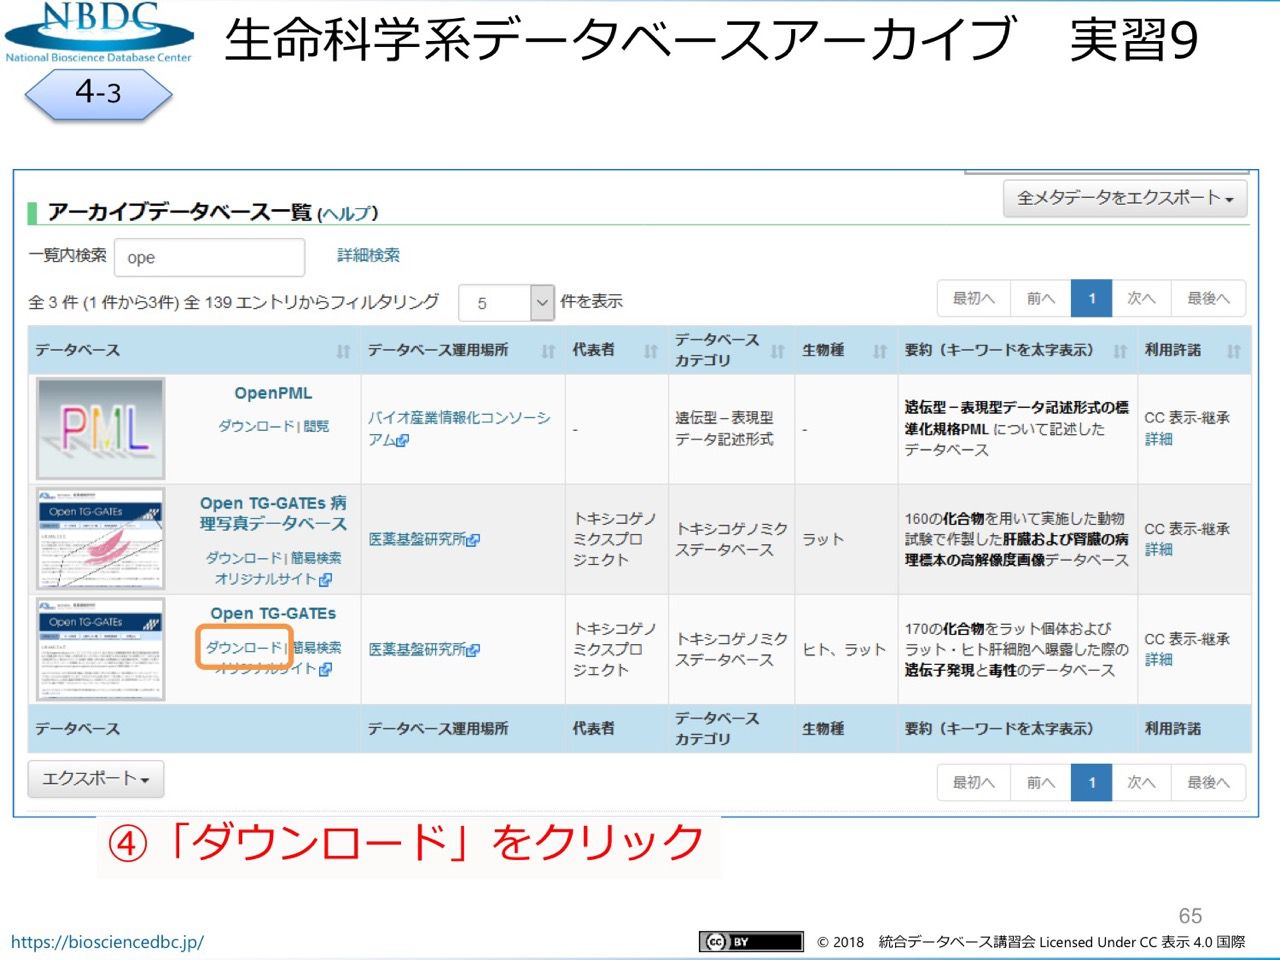 NBDC
National Bioscience Database Center
生命科学系データベースアーカイブ　実習9
4-3
アーカイブデータベース一覧 (ヘルプ)
全メタデータをエクスポート
一覧内検索 ope 詳細検索
全 3 件 (1 件から3件) 全 139 エントリからフィルタリング 5 件を表示
最初へ 前へ 1 次へ 最後へ
データベース データベース運用場所 代表者 データベース カテゴリ 生物種 要約（キーワードを太字表示） 利用許諾
PML
OpenPML
ダウンロード| 閲覧
バイオ産業情報化コンソーシ
アム
-
遺伝型－表現型
データ記述形式
-
遺伝型－表現型データ記述形式の標
準化規格PML について記述した
データベース
CC 表示-継承
詳細
Open TG-GATEs
Open TG-GATEs 病
理写真データベース
ダウンロード| 簡易検索
オリジナルサイト
医薬基盤研究所
トキシコゲノ
ミクスプロ
ジェクト
トキシコゲノミク
スデータベース
ラット
160の化合物を用いて実施した動物
試験で作製した肝臓および腎臓の病
理標本の高解像度画像データベース
CC 表示-継承
詳細
Open TG-GATEs
Open TG-GATEs
ダウンロード| 簡易検索
オリジナルサイト
医薬基盤研究所
トキシコゲノ
ミクスプロ
ジェクト
トキシコゲノミク
スデータベース
ヒト、ラット
170の化合物をラット個体および
ラット・ヒト肝細胞へ曝露した際の
遺伝子発現と毒性のデータベース
CC 表示-継承
詳細
データベース データベース運用場所 代表者 データベース カテゴリ 生物種 要約（キーワードを太字表示） 利用許諾
エクスポート
最初へ 前へ 1 次へ 最後へ
④「ダウンロード」をクリック
65
https://biosciencedbc.jp/
cc BY
© 2018　統合データベース講習会 Licensed Under CC 表示 4.0 国際